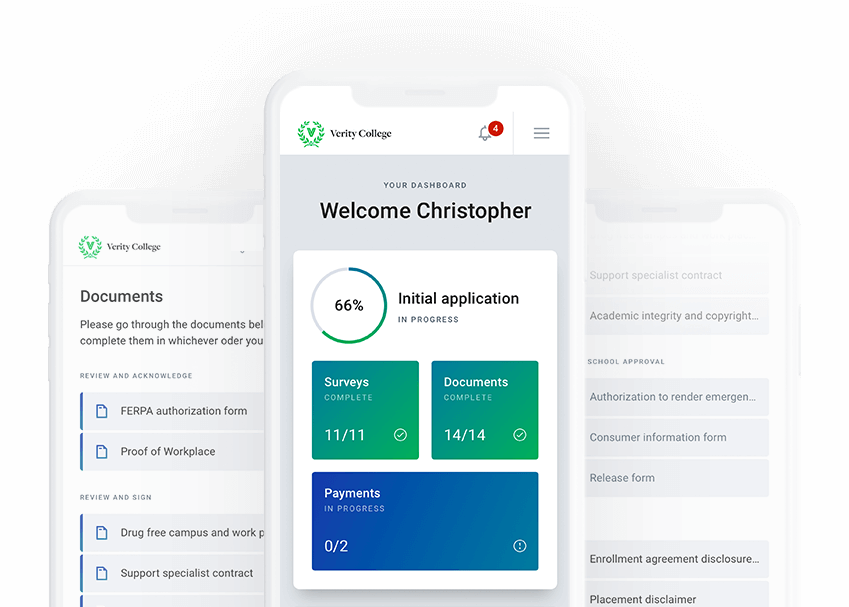 Verity College
4
YOUR DASHBOARD
Welcome Christopher
66%
Initial application
IN PROGRESS
Surveys
COMPLETE
11/11
Documents
COMPLETE
14/14
Payments
IN PROGRESS
0/2
Verity College
Documents
Please go through the documents bel
complete them in whichever oder you
REVIEW AND ACKNOWLEDGE
FERPA authorization form
Proof of Workplace
REVIEW AND SIGN
Drug free campus and work p
Support specialist contract
Support specialist contract
Academic integrity and copyright...
SCHOOL APPROVAL
Authorization to render emergen...
Consumer information form
Release form
Enrollment agreement disclosure...
Placement disclaimer